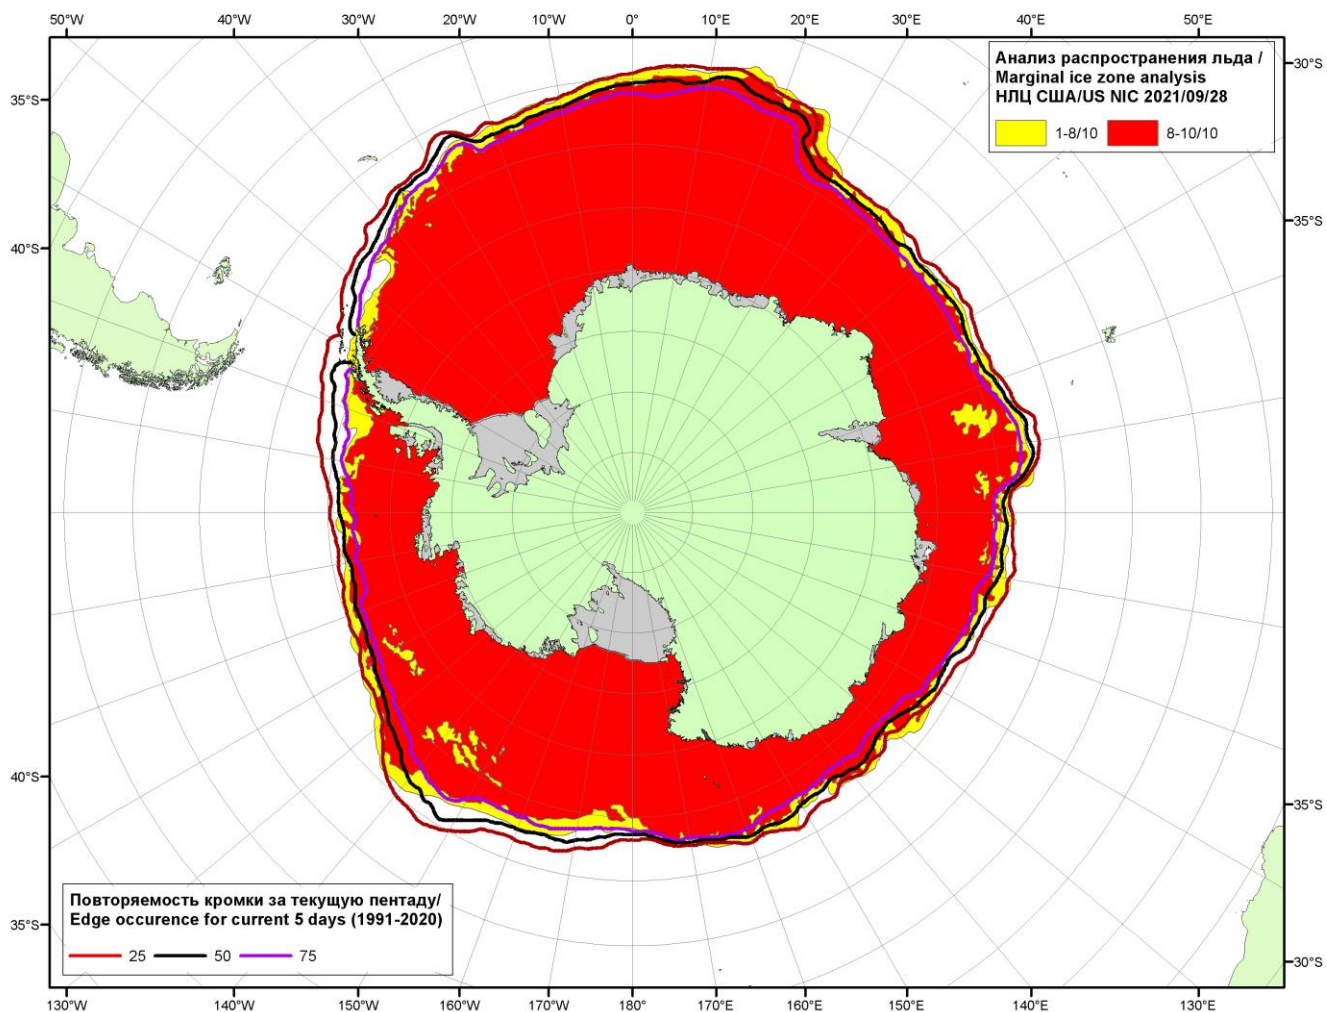 50°W 40°W 30°W 20°W 10°W 0° 10°E 20°E 30°E 40°E 50°E
Анализ распространения льда /
Marginal ice zone analysis
НЛЦ США/US NIC 2021/09/28
1-8/10 8-10/10
30°S
35°S
35°S
40°S
40°S
35°S
35°S
30°S
Повторяемость кромки за текущую пентаду/
Edge occurence for current 5 days (1991-2020)
25 50 75
130°W 140°W 150°W 160°W 170°W 180° 170°E 160°E 150°E 140°E 130°E